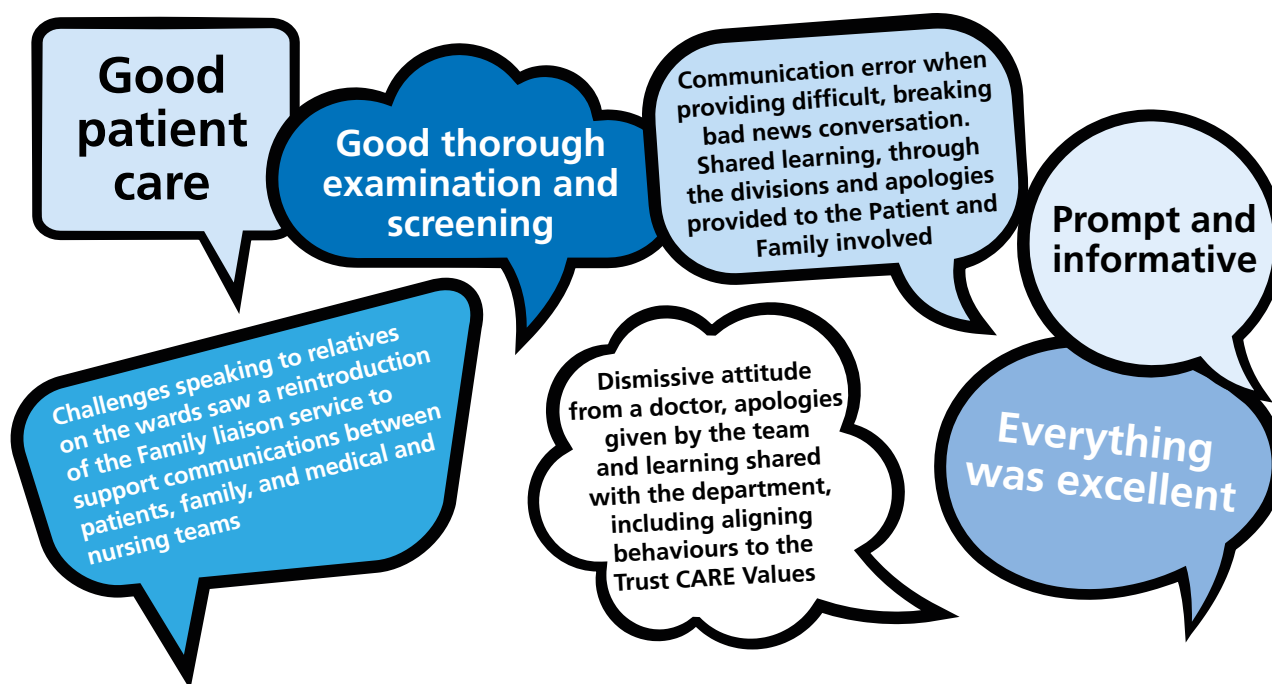 Good
patient
care
Good thorough
examination and
screening
Communication error when
providing difficult, breaking
bad news conversation.
Shared learning, through
the divisions and apologies
provided to the Patient and
Family involved
Prompt and
informative
Challenges speaking to relatives
on the wards saw a reintroduction
of the Family liaison service to
support communications between
patients, family, and medical and
nursing teams
Dismissive attitude
from a doctor, apologies
given by the team
and learning shared
with the department,
including aligning
behaviours to the
Trust CARE Values
Everything
was excellent